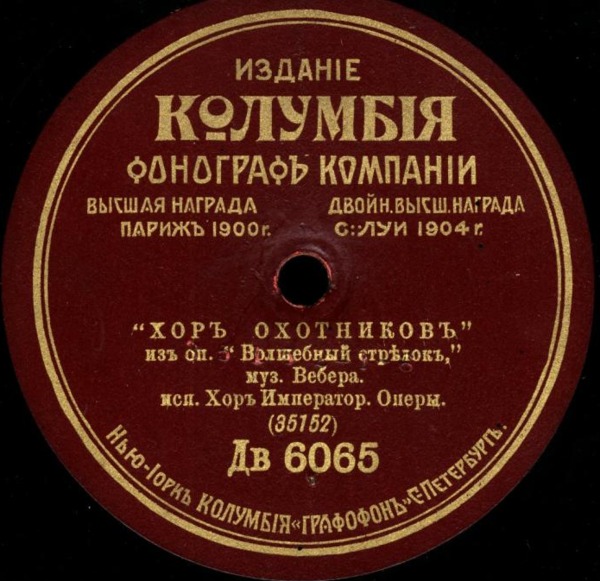 ИЗДАНІЕ
КОЛУМБІЯ
ФОНОГРАФЪ КОМПАНІИ
ВЫСШАЯ НАГРАДА ДВОЙН. ВЫСШ. НАГРАДА
ПАРИЖЪ 1900 г. С: ЛУИ 1904 г.
“ХОРЪ ОХОТНИКОВЪ”
изъ оп. “Волшебный стрѣлокъ,”
муз. Вебера.
исп. Хоръ Император. Оперы.
(35152)
Дв 6065
НЬЮ-ІОРКЪ КОЛУМБІЯ «ГРАФОФОНЪ» С-ПЕТЕРБУРГЪ.